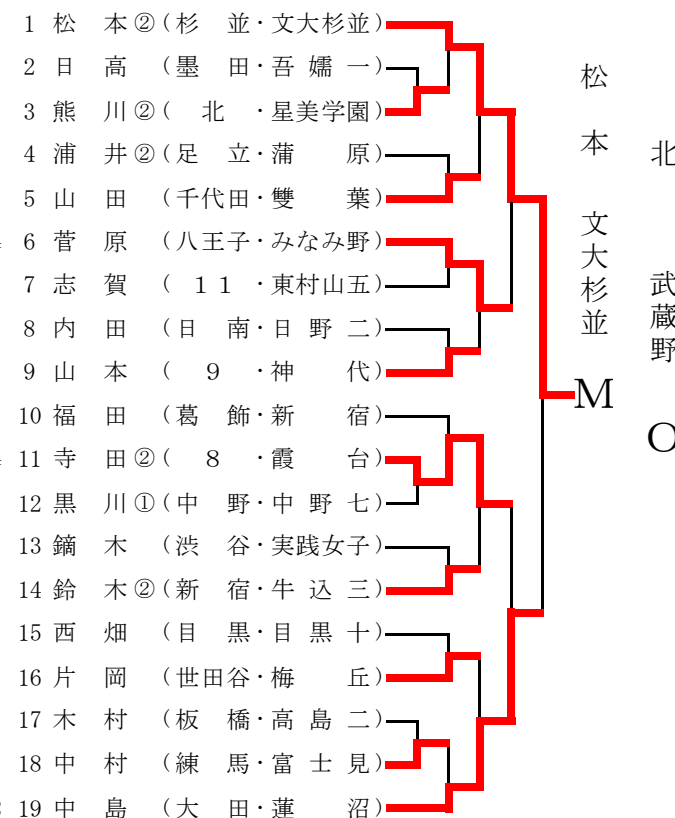 1 松 本②(杉 並・文大杉並)
2 日 高 (墨 田・吾 嬬 一)
3 熊 川②( 北 ・星美学園)
4 浦 井②(足 立・蒲 原)
5 山 田 (千代田・雙 葉)
6 菅 原 (八王子・みなみ野)
7 志 賀 ( 11 ・東村山五)
8 内 田 (日 南・日 野 二)
9 山 本 ( 9 ・神 代)
10 福 田 (葛 飾・新 宿)
11 寺 田②( 8 ・霞 台)
12 黒 川①(中 野・中 野 七)
13 鏑 木 (渋 谷・実践女子)
14 鈴 木②(新 宿・牛 込 三)
15 西 畑 (目 黒・目 黒 十)
16 片 岡 (世田谷・梅 丘)
17 木 村 (板 橋・高 島 二)
18 中 村 (練 馬・富 士 見)
19 中 島 (大 田・蓮 沼)
松 本 文大杉並
M
北 武蔵野
O